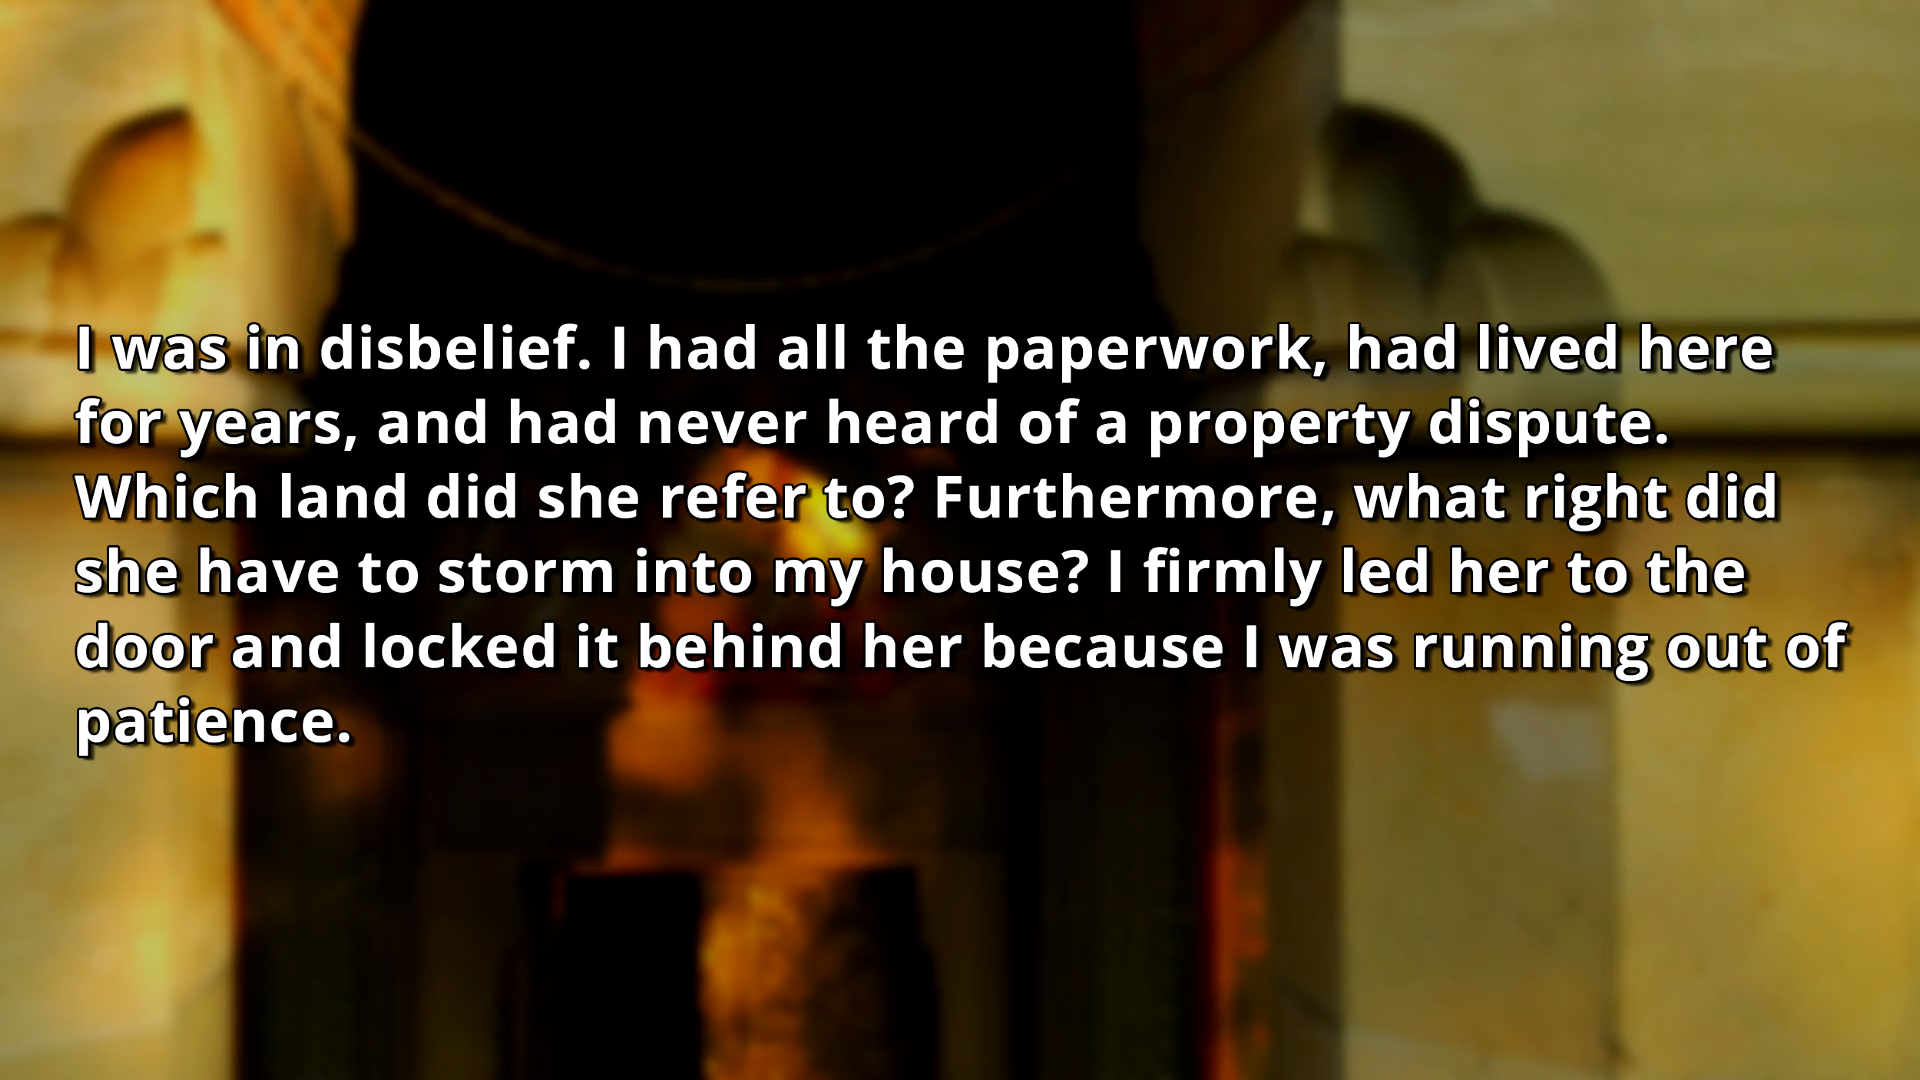 I was in disbelief. I had all the paperwork, had lived here
for years, and had never heard of a property dispute.
Which land did she refer to? Furthermore, what right did
she have to storm into my house? I firmly led her to the
door and locked it behind her because I was running out of
patience.